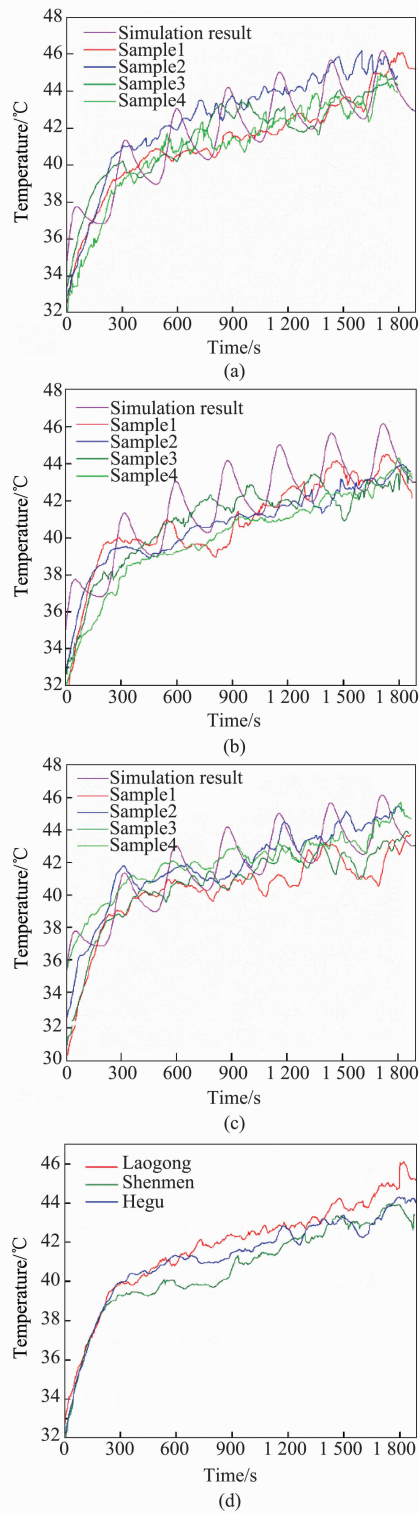 48
46
44
42
40
38
36
34
32
Temperature/℃
Simulation result
Sample1
Sample2
Sample3
Sample4
0 300 600 900 1 200 1 500 1 800
Time/s
(a)
48
46
44
42
40
38
36
34
32
Temperature/℃
Simulation result
Sample1
Sample2
Sample3
Sample4
0 300 600 900 1 200 1 500 1 800
Time/s
(b)
48
46
44
42
40
38
36
34
32
30
Temperature/℃
Simulation result
Sample1
Sample2
Sample3
Sample4
0 300 600 900 1 200 1 500 1 800
Time/s
(c)
46
44
42
40
38
36
34
32
Temperature/℃
Laogong
Shenmen
Hegu
0 300 600 900 1 200 1 500 1 800
Time/s
(d)